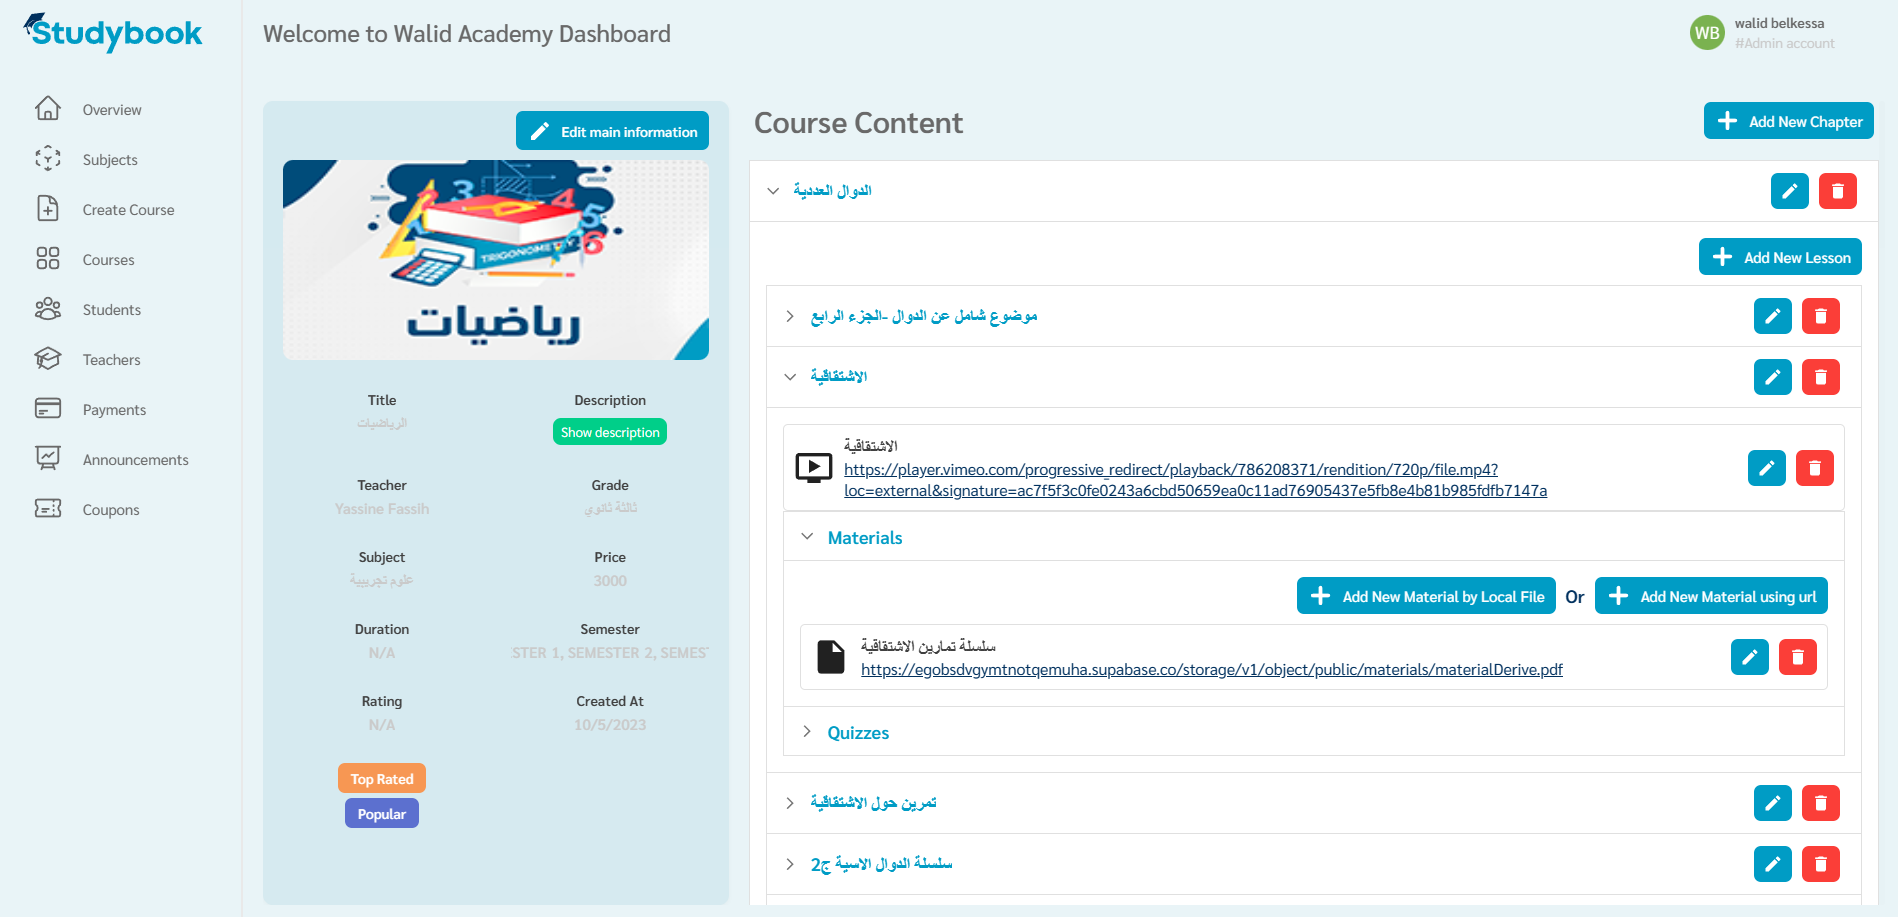 Studybook
Welcome to Walid Academy Dashboard
WB
walid belkessa
#Admin account
Overview
Subjects
Create Course
Courses
Students
Teachers
Payments
Announcements
Coupons
Edit main information
3
4
5
6
TRIGONOMETRY
رياضيات
Title
الرياضيات
Description
Show description
Teacher
Yassine Fassih
Grade
ثالثة ثانوي
Subject
علوم تجريبية
Price
3000
Duration
N/A
Semester
STER 1, SEMESTER 2, SEMEST
Rating
N/A
Created At
10/5/2023
Top Rated
Popular
Course Content
Add New Chapter
الدوال العددية
Add New Lesson
موضوع شامل عن الدوال -الجزء الرابع
الاشتقاقية
الاشتقاقية
https://player.vimeo.com/progressive_redirect/playback/786208371/rendition/720p/file.mp4?
loc=external&signature=ac7f5f3c0fe0243a6cbd50659ea0c11ad76905437e5fb8e4b81b985fdfb7147a
Materials
Add New Material by Local File
Or
Add New Material using url
سلسلة تمارين الاشتقاقية
https://egobsdvgymtnotqemuha.supabase.co/storage/v1/object/public/materials/materialDerive.pdf
Quizzes
تمرين حول الاشتقاقية
سلسلة الدوال الاسية ج2